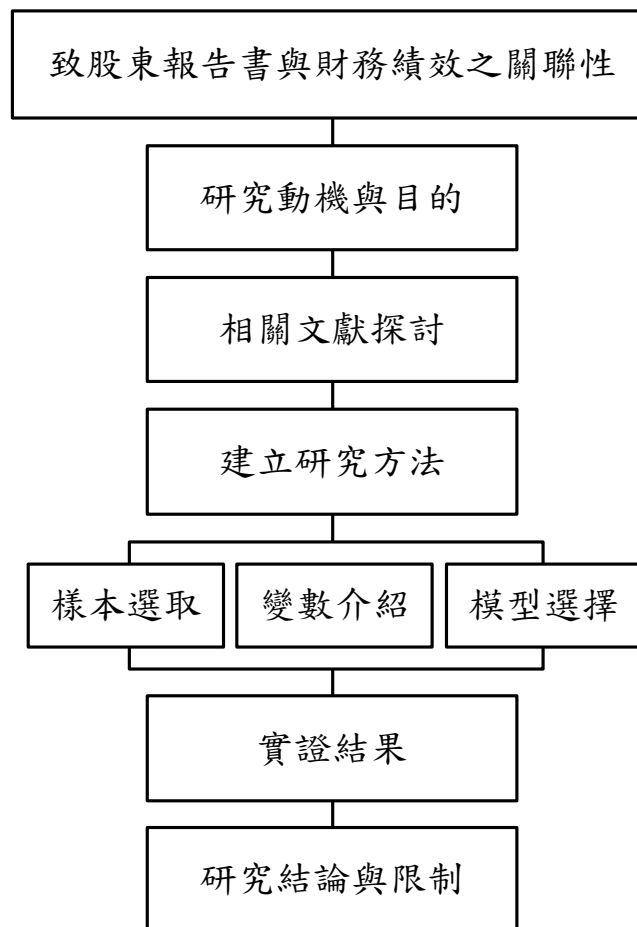 致股東報告書與財務績效之關聯性
研究動機與目的
相關文獻探討
建立研究方法
樣本選取
變數介紹
模型選擇
實證結果
研究結論與限制